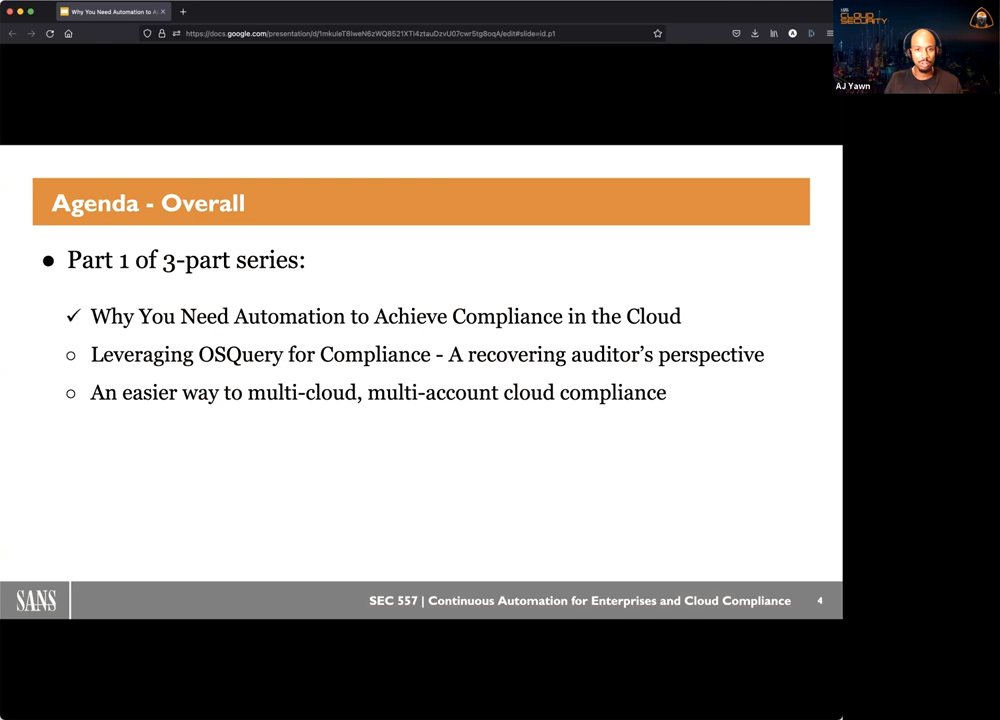 Why You Need Automation to A
https://docs.google.com/presentation/d/1mkuleT8lweN6zWQ8521XTl4ztauDzvU07cwr5tg8oqA/edit#slide=id.p1
CLOUD
SECURITY
AJ Yawn
Agenda - Overall
● Part 1 of 3-part series:
✓ Why You Need Automation to Achieve Compliance in the Cloud
○ Leveraging OSQuery for Compliance - A recovering auditor’s perspective
○ An easier way to multi-cloud, multi-account cloud compliance
SANS
SEC 557 | Continuous Automation for Enterprises and Cloud Compliance 4